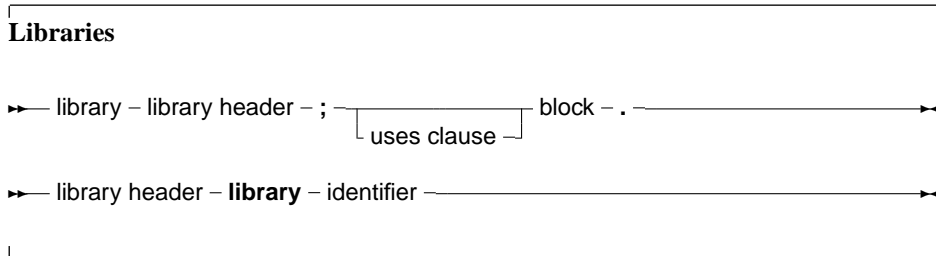 Libraries
library library header ; block .
uses clause
library header library identifier